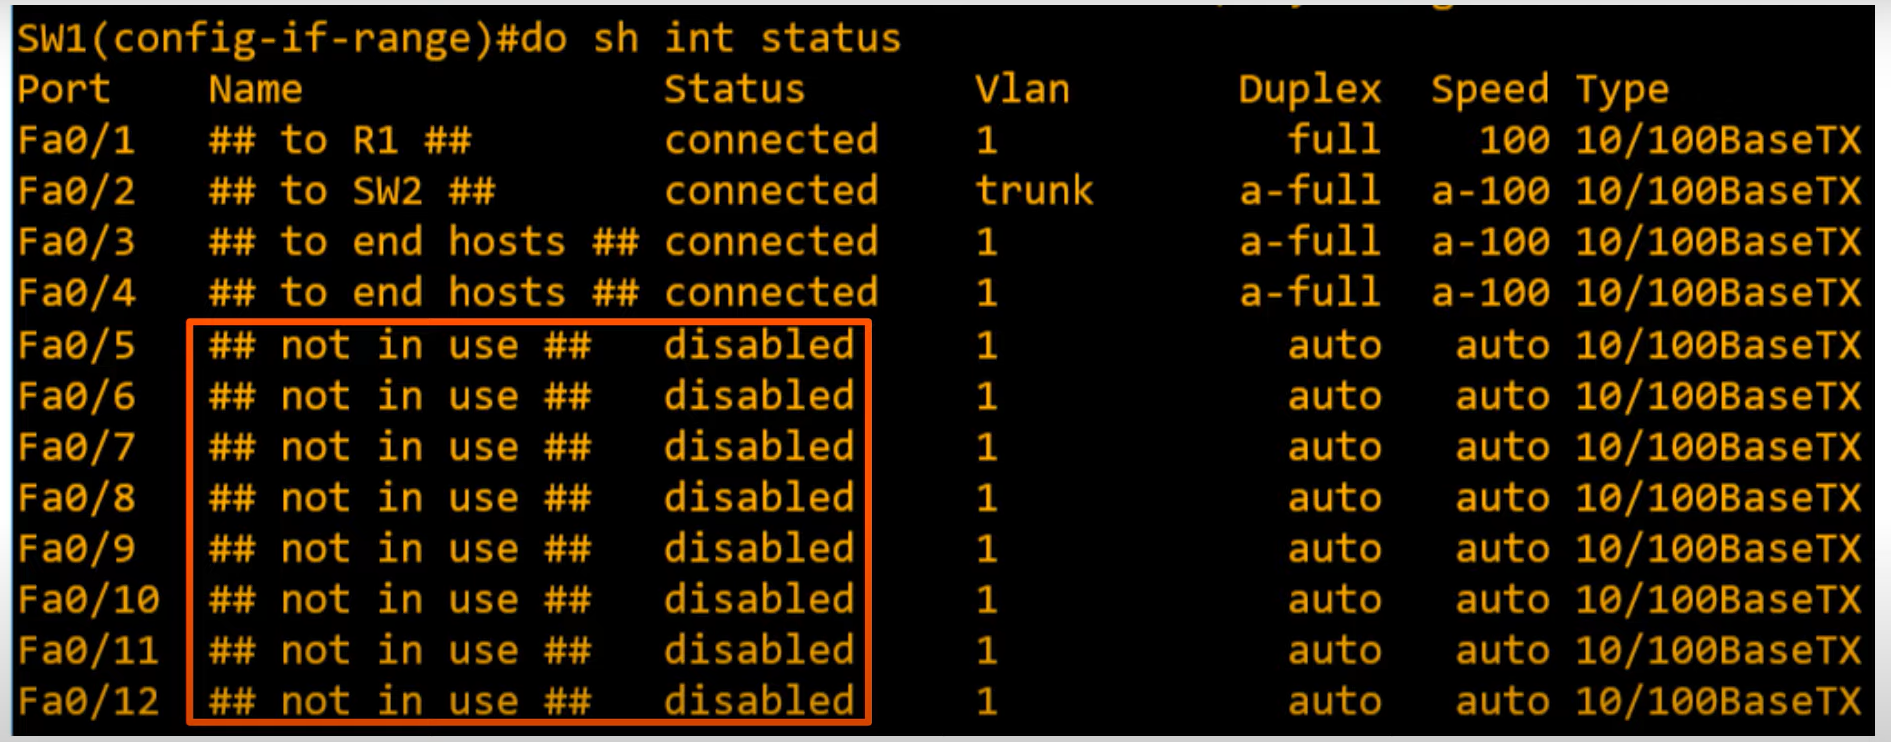 SW1(config-if-range)#do sh int status
Port Name Status Vlan Duplex Speed Type
Fa0/1 ## to R1 ## connected 1 full 100 10/100BaseTX
Fa0/2 ## to SW2 ## connected trunk a-full a-100 10/100BaseTX
Fa0/3 ## to end hosts ## connected 1 a-full a-100 10/100BaseTX
Fa0/4 ## to end hosts ## connected 1 a-full a-100 10/100BaseTX
Fa0/5 ## not in use ## disabled 1 auto auto 10/100BaseTX
Fa0/6 ## not in use ## disabled 1 auto auto 10/100BaseTX
Fa0/7 ## not in use ## disabled 1 auto auto 10/100BaseTX
Fa0/8 ## not in use ## disabled 1 auto auto 10/100BaseTX
Fa0/9 ## not in use ## disabled 1 auto auto 10/100BaseTX
Fa0/10 ## not in use ## disabled 1 auto auto 10/100BaseTX
Fa0/11 ## not in use ## disabled 1 auto auto 10/100BaseTX
Fa0/12 ## not in use ## disabled 1 auto auto 10/100BaseTX